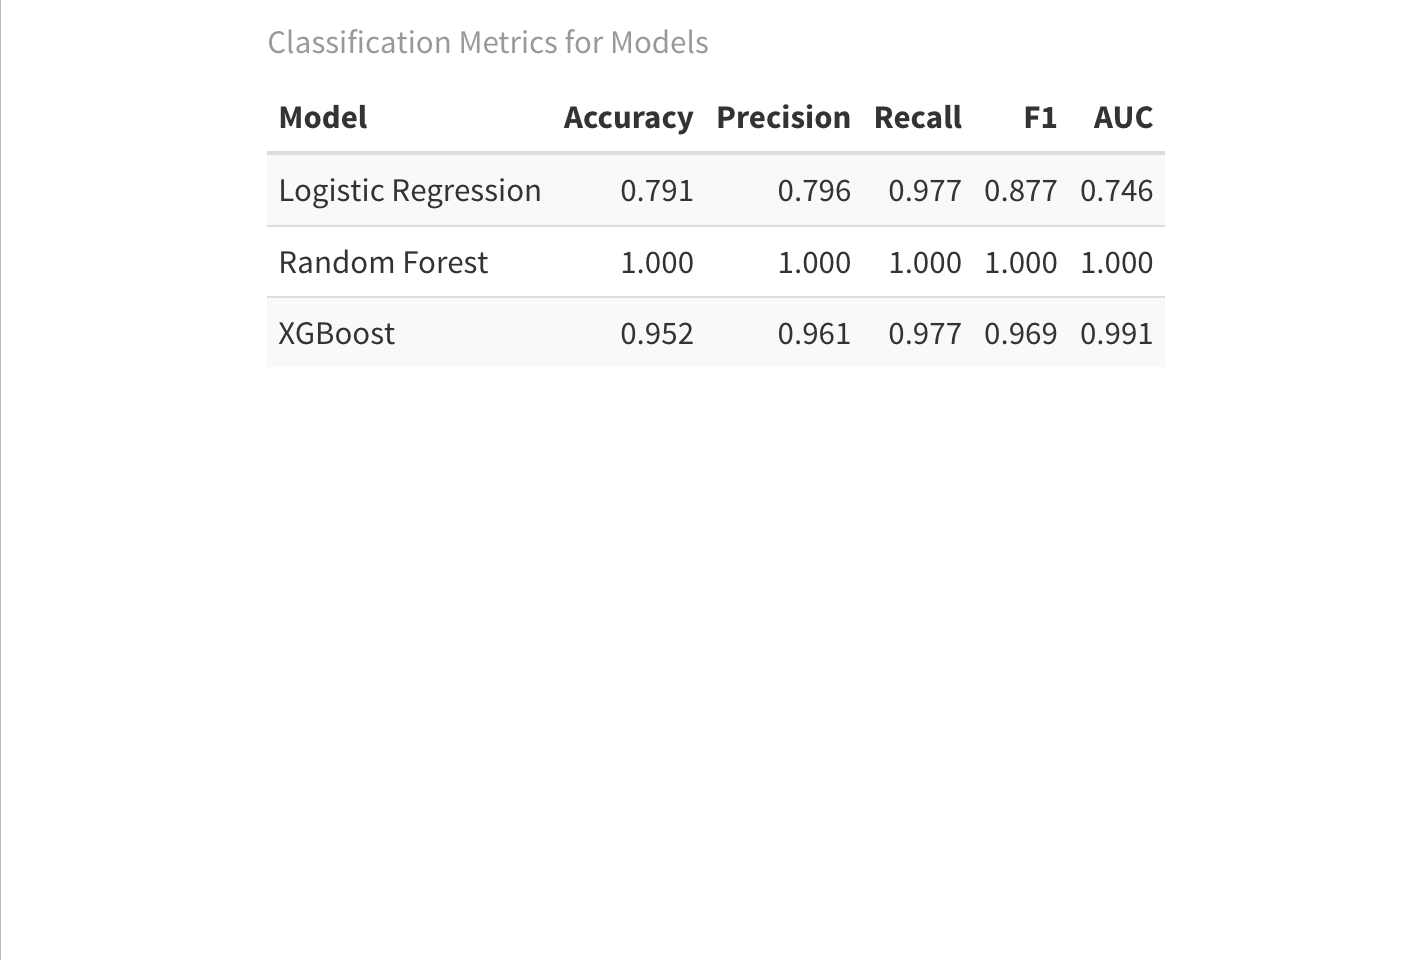 Classification Metrics for Models
Model Accuracy Precision Recall F1 AUC
Logistic Regression 0.791 0.796 0.977 0.877 0.746
Random Forest 1.000 1.000 1.000 1.000 1.000
XGBoost 0.952 0.961 0.977 0.969 0.991